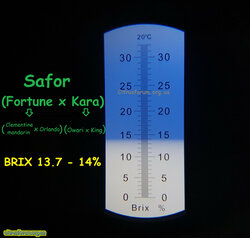 20°C
Safor
(Fortune x Kara)
(Clementine mandarin x Orlando) (Owari x King)
BRIX 13.7 - 14%
30 30
25 25
20 20
15 15
10 10
5 5
0 0
Brix %